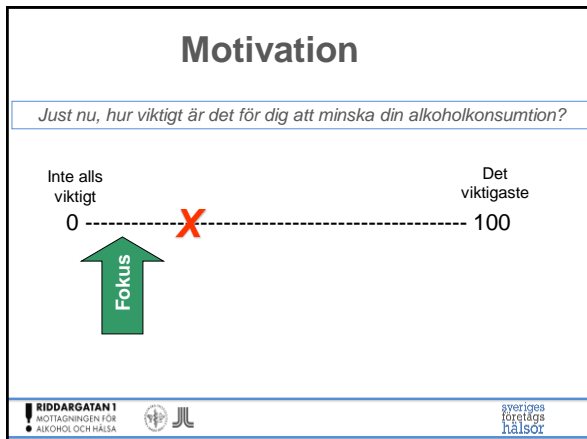 Motivation
Just nu, hur viktigt är det för dig att minska din alkoholkonsumtion?
Inte alls
viktigt
Det
viktigaste
0 ------------------------------------------------------- 100
X
Fokus
RIDDARGATAN 1
MOTTAGNINGEN FÖR
ALKOHOL OCH HÄLSA
sveriges
företags
hälsor